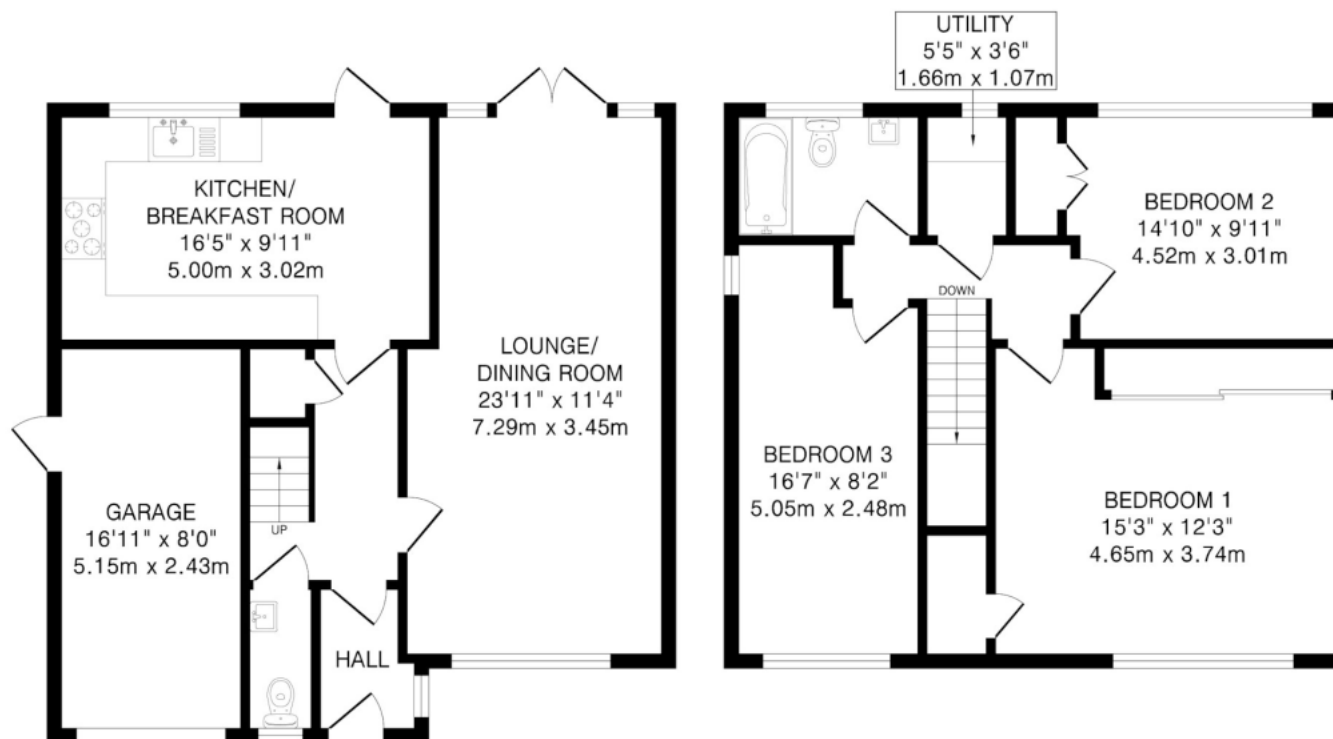 KITCHEN/
BREAKFAST ROOM
16'5" x 9'11"
5.00m x 3.02m
LOUNGE/
DINING ROOM
23'11" x 11'4"
7.29m x 3.45m
GARAGE
16'11" x 8'0"
5.15m x 2.43m
UP
HALL
UTILITY
5'5" x 3'6"
1.66m x 1.07m
BEDROOM 2
14'10" x 9'11"
4.52m x 3.01m
DOWN
BEDROOM 3
16'7" x 8'2"
5.05m x 2.48m
BEDROOM 1
15'3" x 12'3"
4.65m x 3.74m